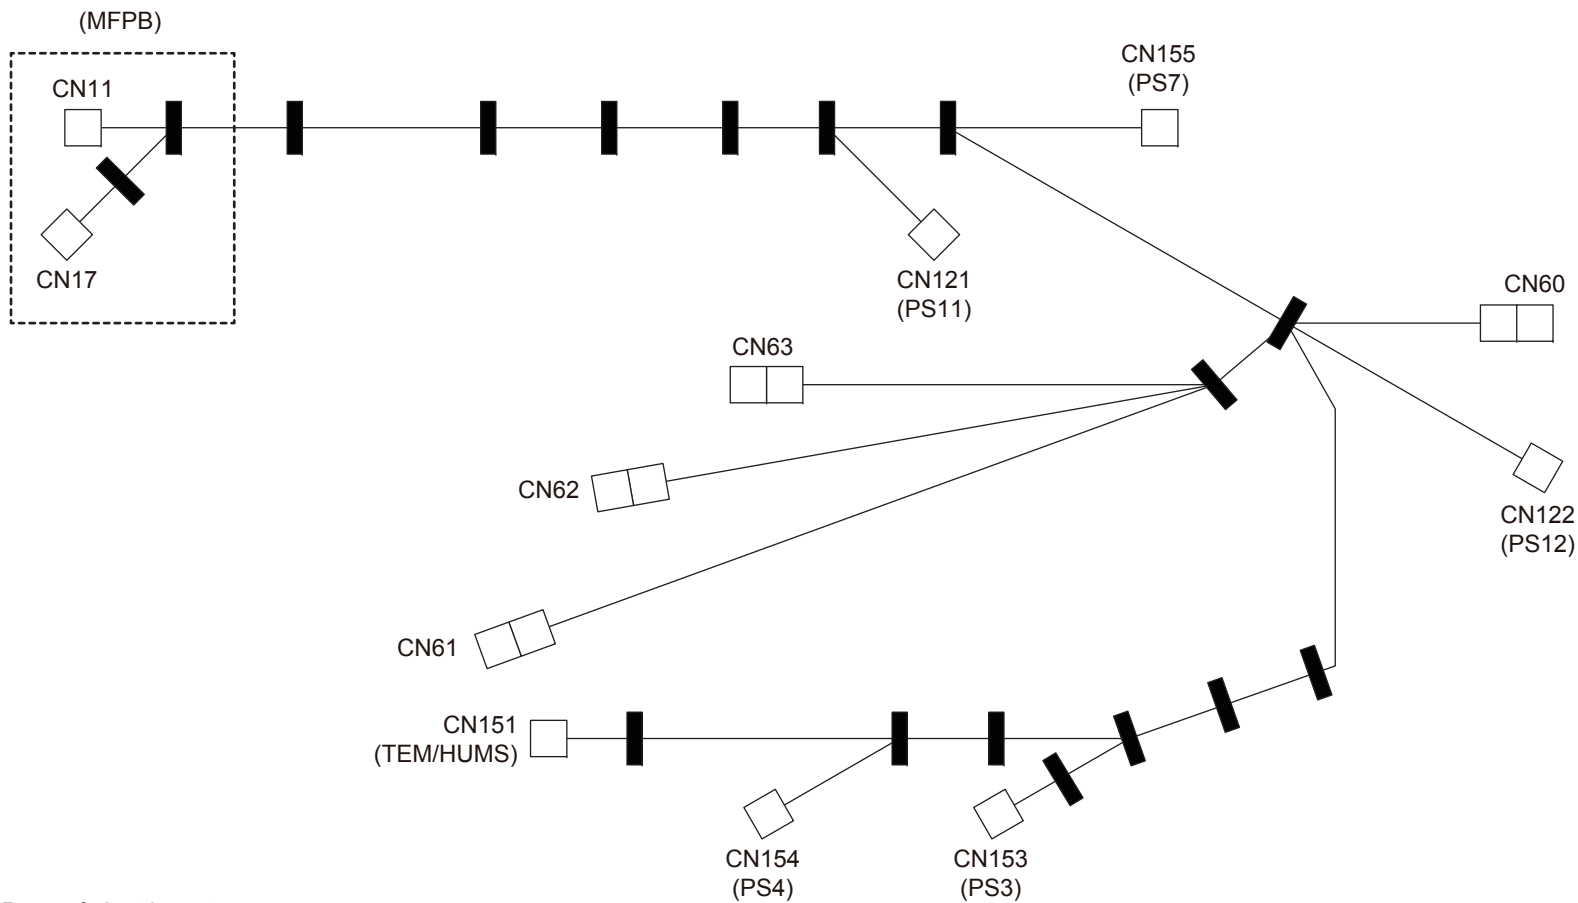 (MFPB)
CN155
(PS7)
CN11
CN17
CN121
(PS11)
CN60
CN63
CN62
CN122
(PS12)
CN61
CN151
(TEM/HUMS)
CN154
(PS4)
CN153
(PS3)